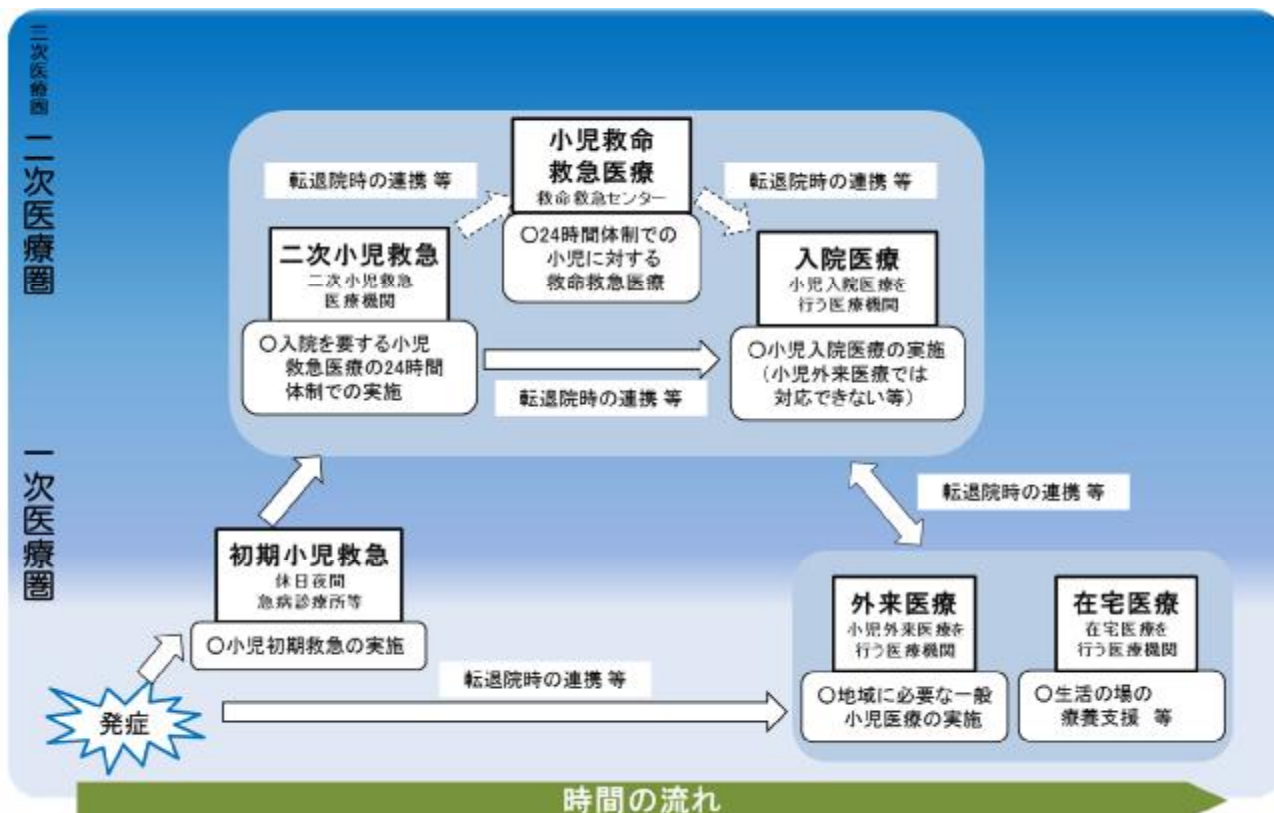 三次医療圏
二次医療圏
一次医療圏
小児救命
救急医療
救命救急センター
○24時間体制での
小児に対する
救命救急医療
転退院時の連携 等
転退院時の連携 等
二次小児救急
二次小児救急
医療機関
○入院を要する小児
救急医療の24時間
体制での実施
転退院時の連携 等
入院医療
小児入院医療を
行う医療機関
○小児入院医療の実施
（小児外来医療では
対応できない等）
転退院時の連携 等
初期小児救急
休日夜間
急病診療所等
○小児初期救急の実施
発症
転退院時の連携 等
外来医療
小児外来医療を
行う医療機関
○地域に必要な一般
小児医療の実施
在宅医療
在宅医療を
行う医療機関
○生活の場の
療養支援 等
時間の流れ